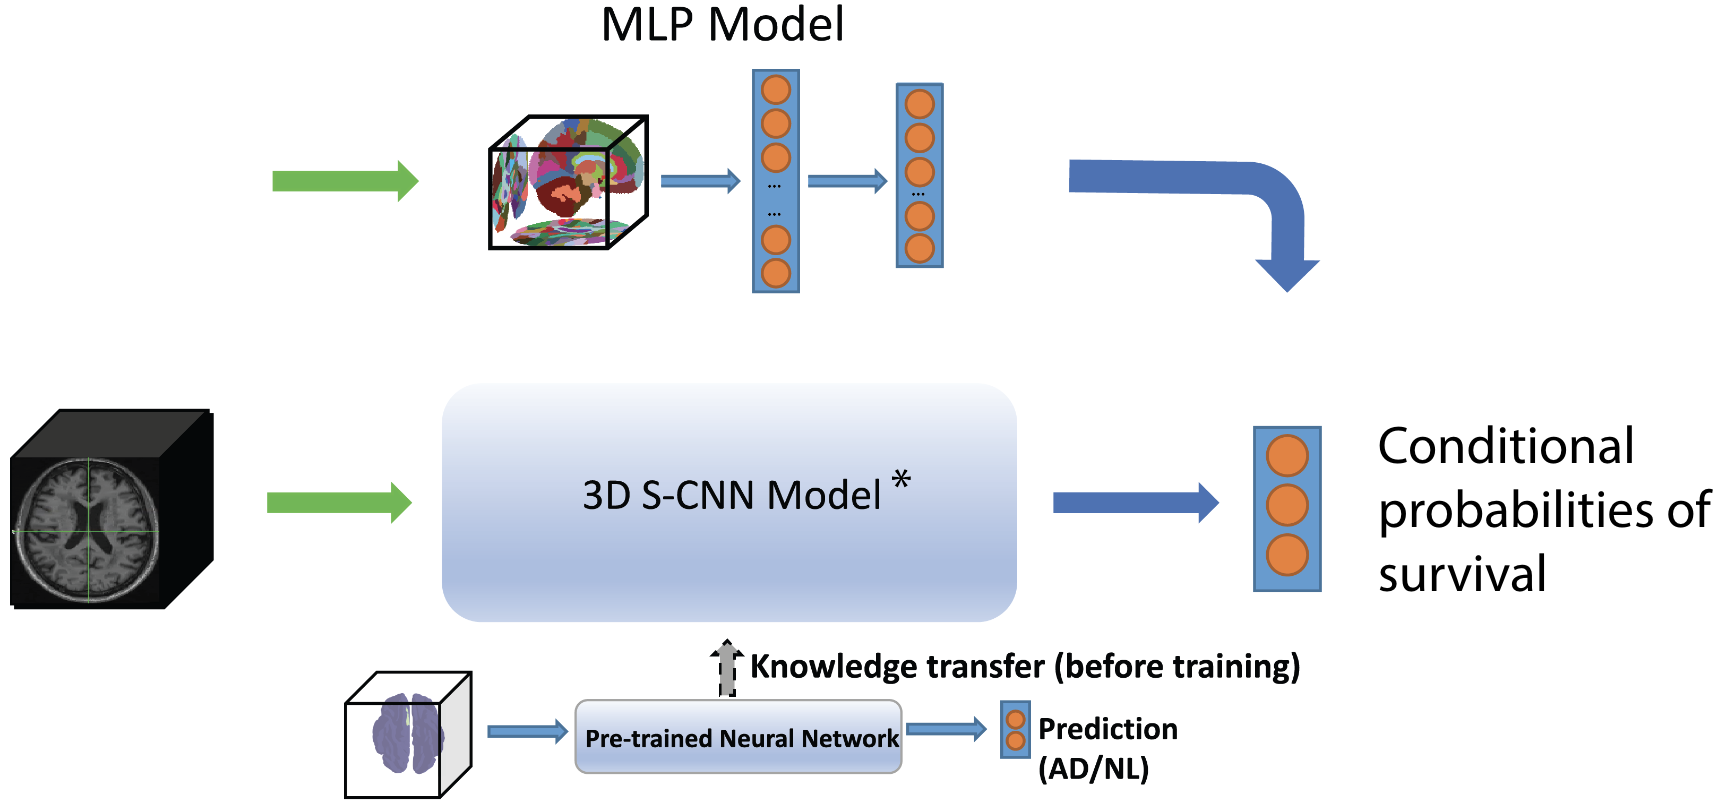 MLP Model
...
...
...
3D S-CNN Model *
Conditional
probabilities of
survival
Knowledge transfer (before training)
Pre-trained Neural Network
Prediction
(AD/NL)